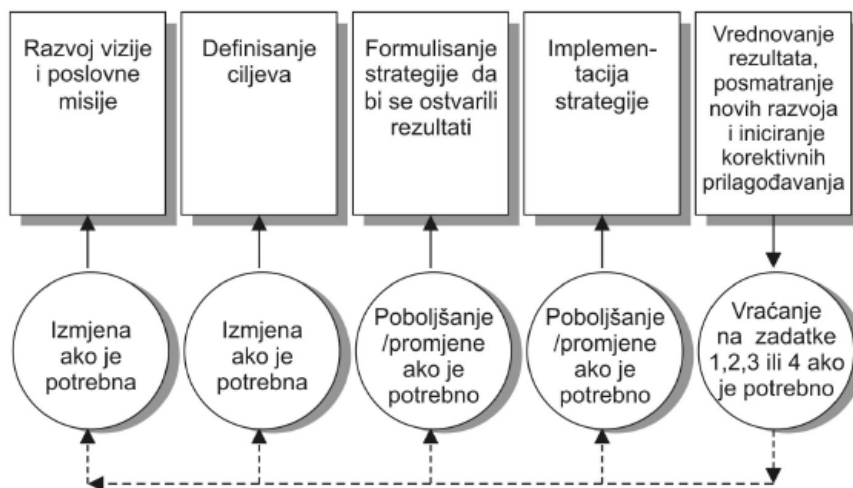 Razvoj vizije
i poslovne
misije
Definisanje
ciljeva
Formulisanje
strategije da
bi se ostvarili
rezultati
Implemen-
tacija
strategije
Vrednovanje
rezultata,
posmatranje
novih razvoja
i iniciranje
korektivnih
prilagođavanja
Izmjena
ako je
potrebna
Izmjena
ako je
potrebna
Poboljšanje
/promjene
ako je
potrebno
Poboljšanje
/promjene
ako je
potrebno
Vraćanje
na zadatke
1,2,3 ili 4 ako
je potrebno